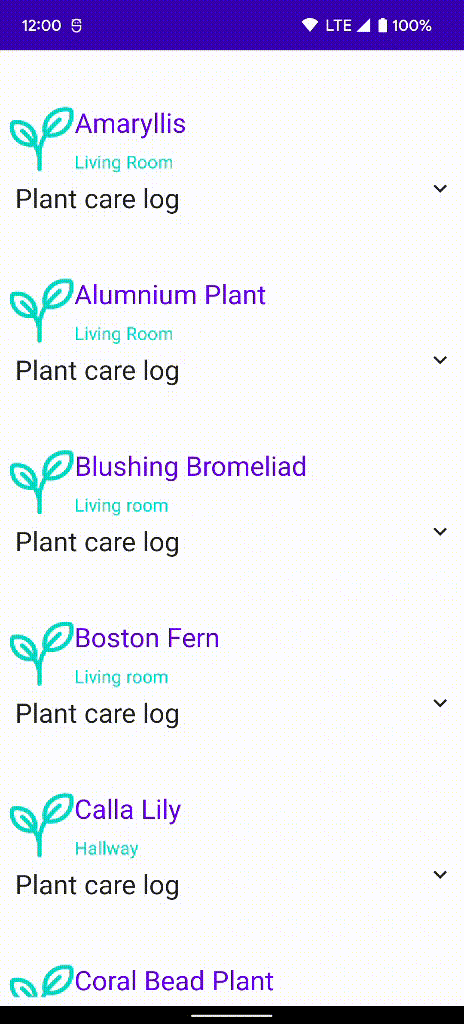 12:00 LTE 100%
Amaryllis
Living Room
Plant care log
Alumnium Plant
Living Room
Plant care log
Blushing Bromeliad
Living room
Plant care log
Boston Fern
Living room
Plant care log
Calla Lily
Hallway
Plant care log
Coral Bead Plant